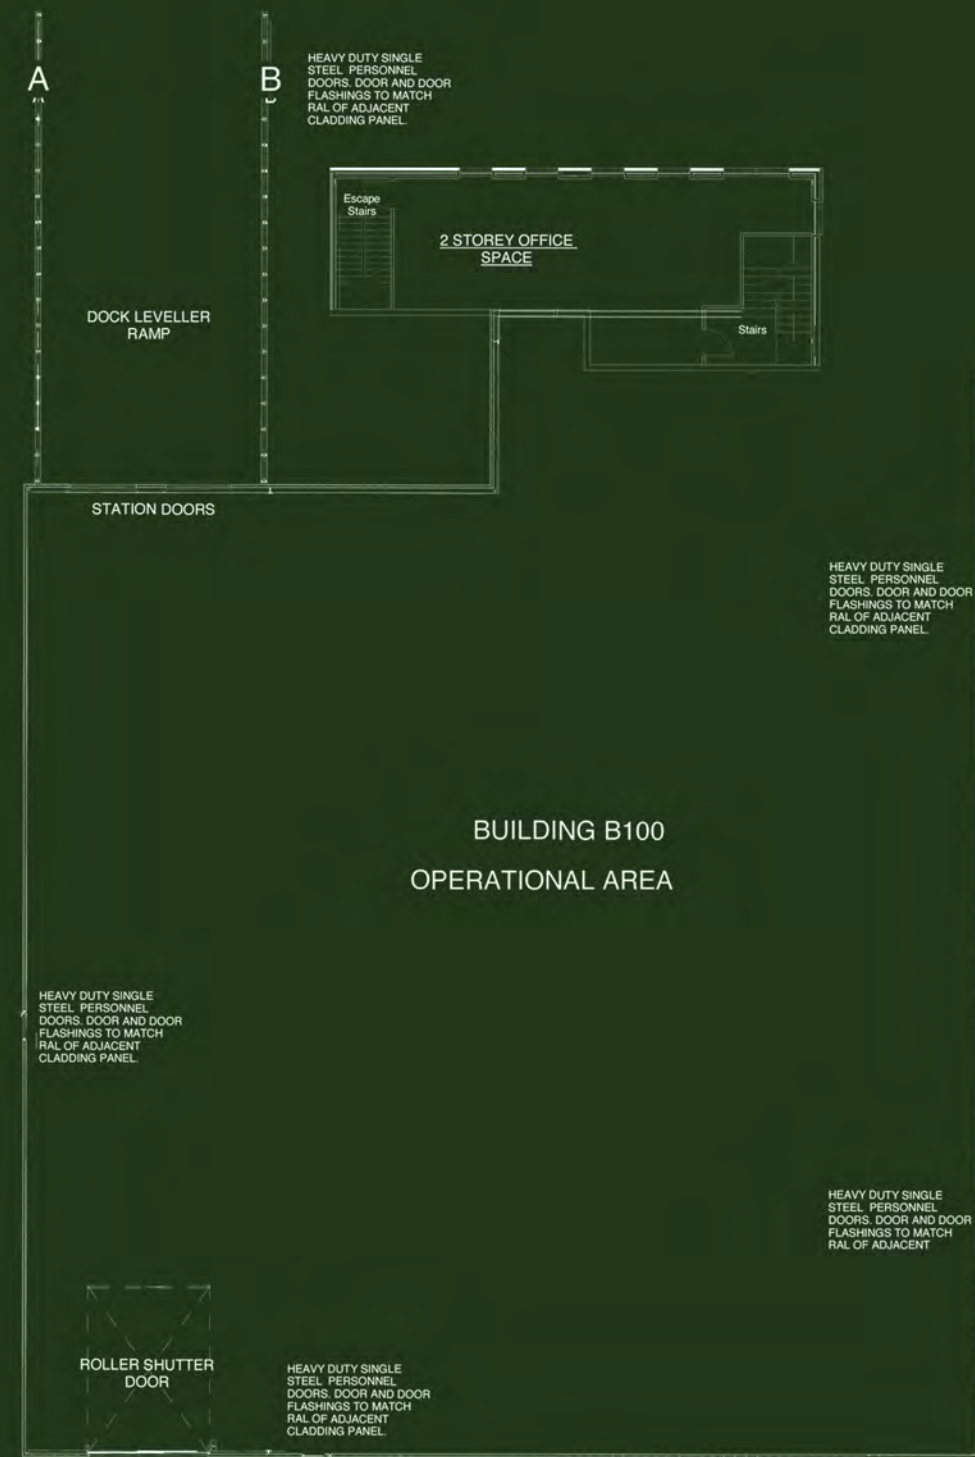 A
B
HEAVY DUTY SINGLE
STEEL PERSONNEL
DOORS. DOOR AND DOOR
FLASHINGS TO MATCH
RAL OF ADJACENT
CLADDING PANEL.
Escape
Stairs
2 STOREY OFFICE
SPACE
DOCK LEVELLER
RAMP
Stairs
STATION DOORS
HEAVY DUTY SINGLE
STEEL PERSONNEL
DOORS. DOOR AND DOOR
FLASHINGS TO MATCH
RAL OF ADJACENT
CLADDING PANEL.
BUILDING B100
OPERATIONAL AREA
HEAVY DUTY SINGLE
STEEL PERSONNEL
DOORS. DOOR AND DOOR
FLASHINGS TO MATCH
RAL OF ADJACENT
CLADDING PANEL.
HEAVY DUTY SINGLE
STEEL PERSONNEL
DOORS. DOOR AND DOOR
FLASHINGS TO MATCH
RAL OF ADJACENT
ROLLER SHUTTER
DOOR
HEAVY DUTY SINGLE
STEEL PERSONNEL
DOORS. DOOR AND DOOR
FLASHINGS TO MATCH
RAL OF ADJACENT
CLADDING PANEL.